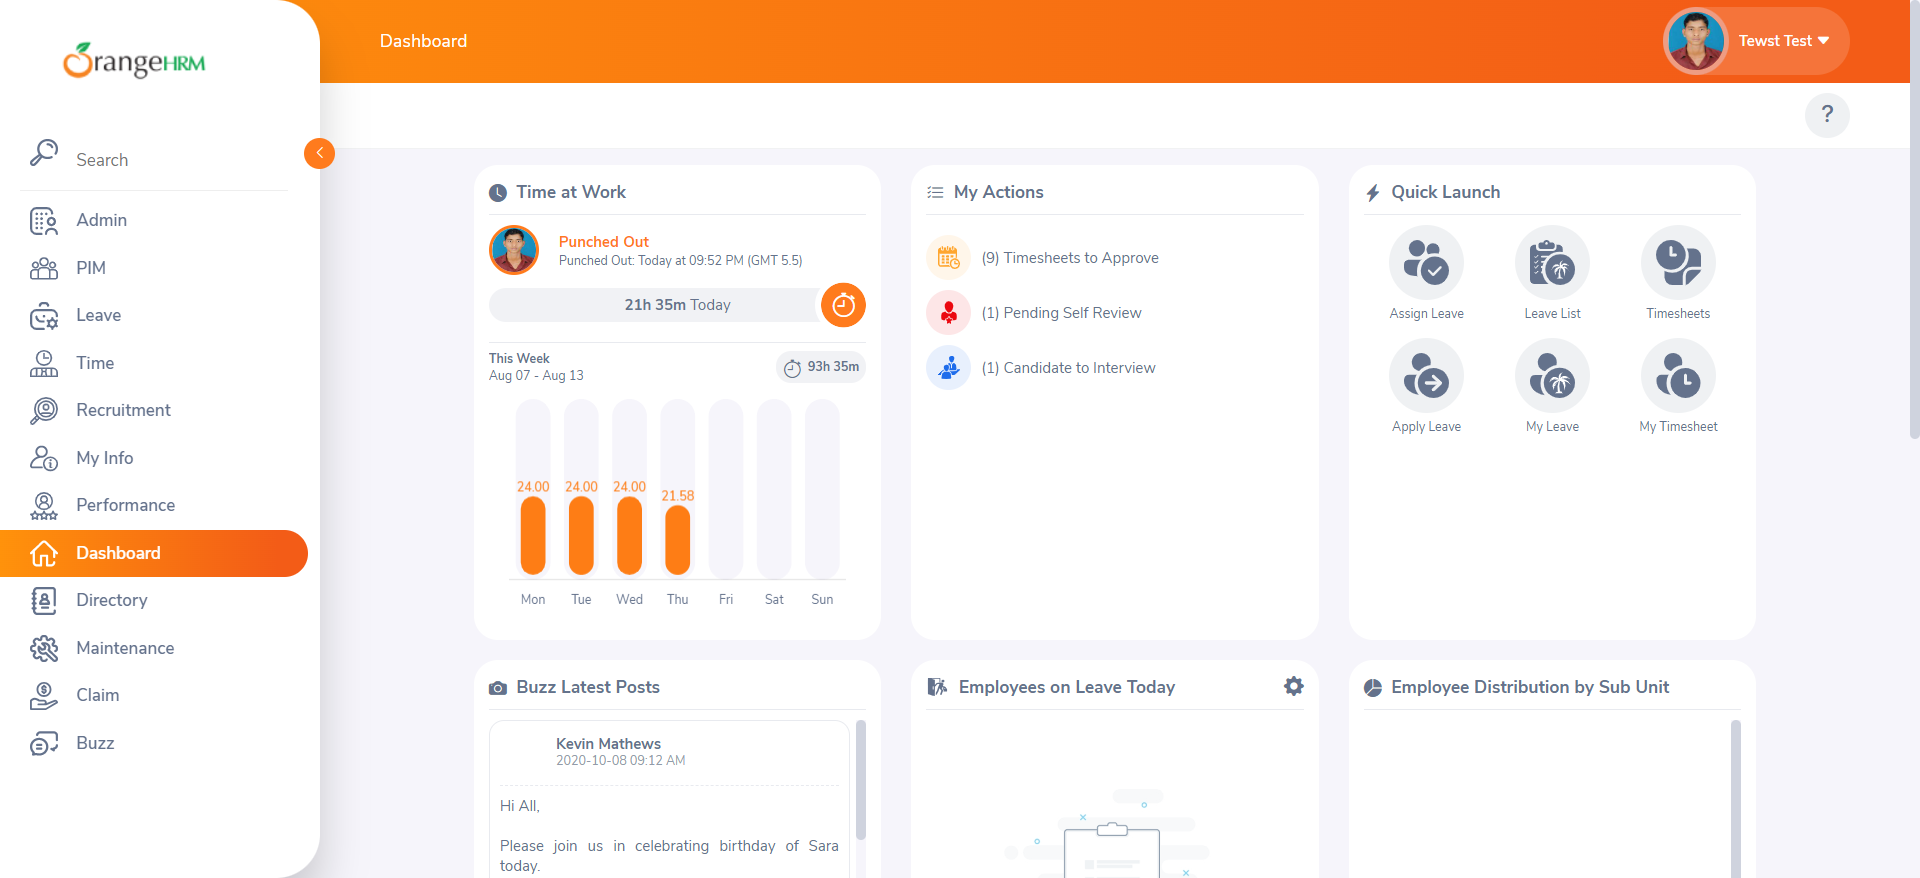 OrangeHRM
Dashboard
Tewst Test
?
Search
Admin
PIM
Leave
Time
Recruitment
My Info
Performance
Dashboard
Directory
Maintenance
Claim
Buzz
Time at Work
Punched Out
Punched Out: Today at 09:52 PM (GMT 5.5)
21h 35m Today
This Week
Aug 07 - Aug 13
93h 35m
24.00 24.00 24.00 21.58
Mon Tue Wed Thu Fri Sat Sun
My Actions
(9) Timesheets to Approve
(1) Pending Self Review
(1) Candidate to Interview
Quick Launch
Assign Leave Leave List Timesheets
Apply Leave My Leave My Timesheet
Buzz Latest Posts
Kevin Mathews
2020-10-08 09:12 AM
Hi All,
Please join us in celebrating birthday of Sara
today.
Employees on Leave Today
Employee Distribution by Sub Unit